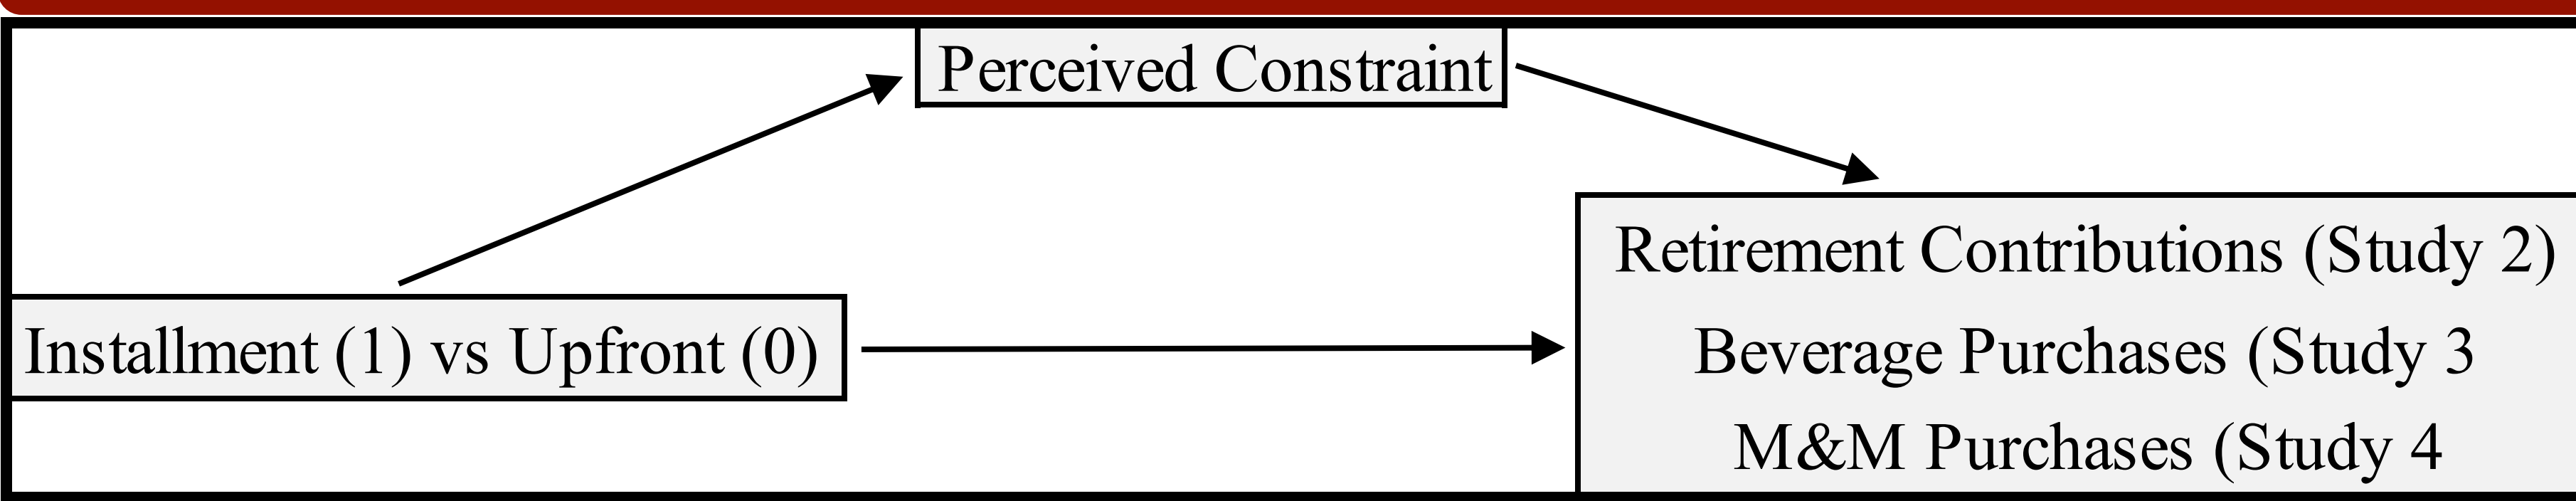 Perceived Constraint
Installment (1) vs Upfront (0)
Retirement Contributions (Study 2)
Beverage Purchases (Study 3
M&M Purchases (Study 4